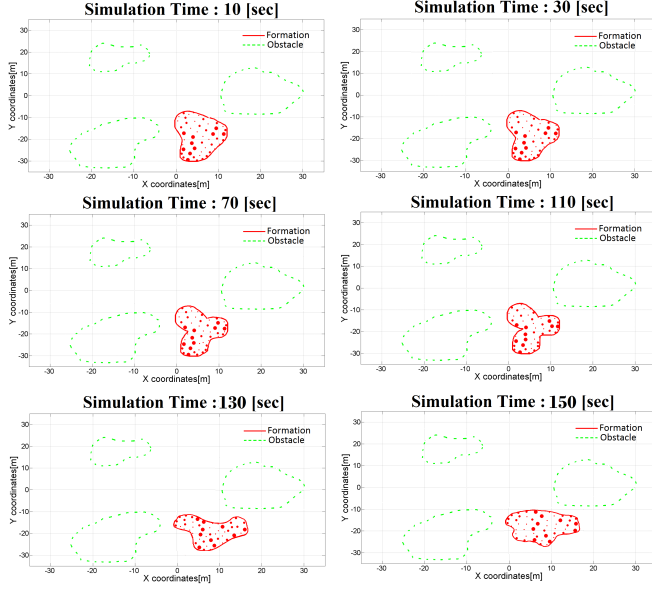 Simulation Time : 10 [sec]
Formation
Obstacle
Y coordinates[m]
30
20
10
0
-10
-20
-30
-30
-20
-10
0
10
20
30
X coordinates[m]
Simulation Time : 30 [sec]
Formation
Obstacle
Y coordinates[m]
30
20
10
0
-10
-20
-30
-30
-20
-10
0
10
20
30
X coordinates[m]
Simulation Time : 70 [sec]
Formation
Obstacle
Y coordinates[m]
30
20
10
0
-10
-20
-30
-30
-20
-10
0
10
20
30
X coordinates[m]
Simulation Time : 110 [sec]
Formation
Obstacle
Y coordinates[m]
30
20
10
0
-10
-20
-30
-30
-20
-10
0
10
20
30
X coordinates[m]
Simulation Time : 130 [sec]
Formation
Obstacle
Y coordinates[m]
30
20
10
0
-10
-20
-30
-30
-20
-10
0
10
20
30
X coordinates[m]
Simulation Time : 150 [sec]
Formation
Obstacle
Y coordinates[m]
30
20
10
0
-10
-20
-30
-30
-20
-10
0
10
20
30
X coordinates[m]